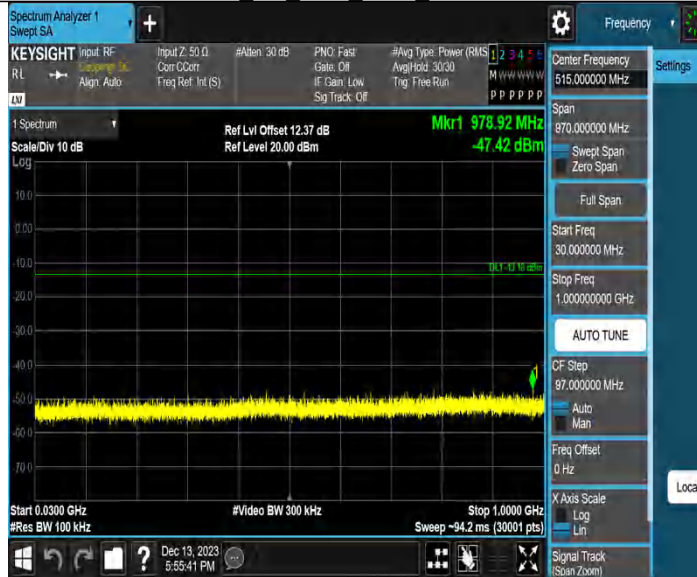 Spectrum Analyzer 1
Swept SA
+
Frequency
KEYSIGHT
RL
LXI
Input: RF
Coupling: DC
Align: Auto
Input Z: 50 Ω
Corr CCorr
Freq Ref: Int (S)
#Atten: 30 dB
PNO: Fast
Gate: Off
IF Gain: Low
Sig Track: Off
#Avg Type: Power (RMS
Avg|Hold: 30/30
Trig: Free Run
1 2 3 4 5 6
M W W W W W
P P P P P P
1 Spectrum
Scale/Div 10 dB
Ref Lvl Offset 12.37 dB
Ref Level 20.00 dBm
Mkr1 978.92 MHz
-47.42 dBm
Log
10.0
0.00
-10.0
-20.0
-30.0
-40.0
-50.0
-60.0
-70.0
1
Start 0.0300 GHz
#Res BW 100 kHz
#Video BW 300 kHz
Stop 1.0000 GHz
Sweep ~94.2 ms (30001 pts)
?
Dec 13, 2023
5:55:41 PM
Center Frequency
515.000000 MHz
Span
970.000000 MHz
Swept Span
Zero Span
Full Span
Start Freq
30.000000 MHz
Stop Freq
1.000000000 GHz
AUTO TUNE
CF Step
97.000000 MHz
Auto
Man
Freq Offset
0 Hz
X Axis Scale
Log
Lin
Signal Track
(Span Zoom)
Settings
Loca